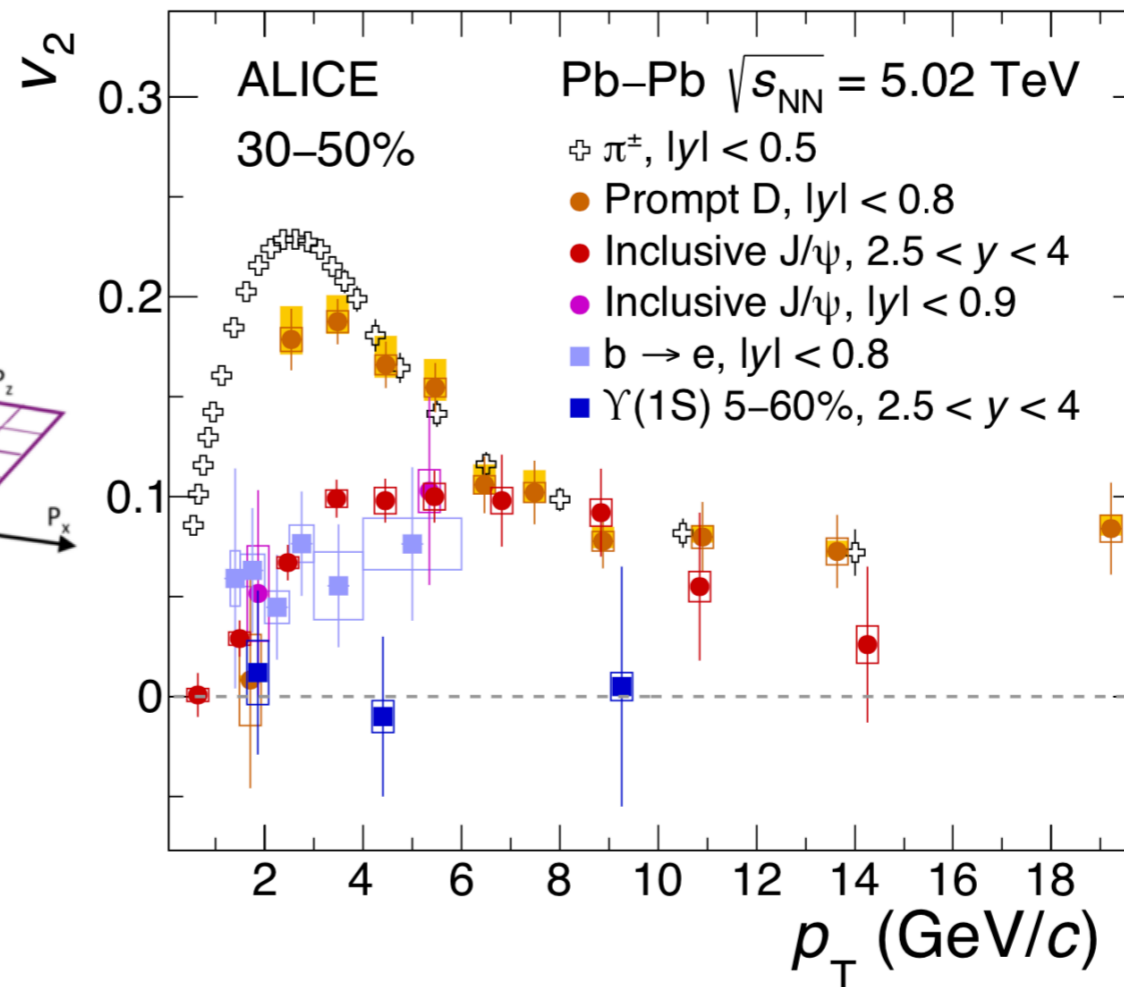 v₂
ALICE
30–50%
Pb–Pb √sNN = 5.02 TeV
π±, |y| < 0.5
Prompt D, |y| < 0.8
Inclusive J/ψ, 2.5 < y < 4
Inclusive J/ψ, |y| < 0.9
b → e, |y| < 0.8
ϒ(1S) 5–60%, 2.5 < y < 4
0.3
0.2
0.1
0
2 4 6 8 10 12 14 16 18
pT (GeV/c)
Pz
Px